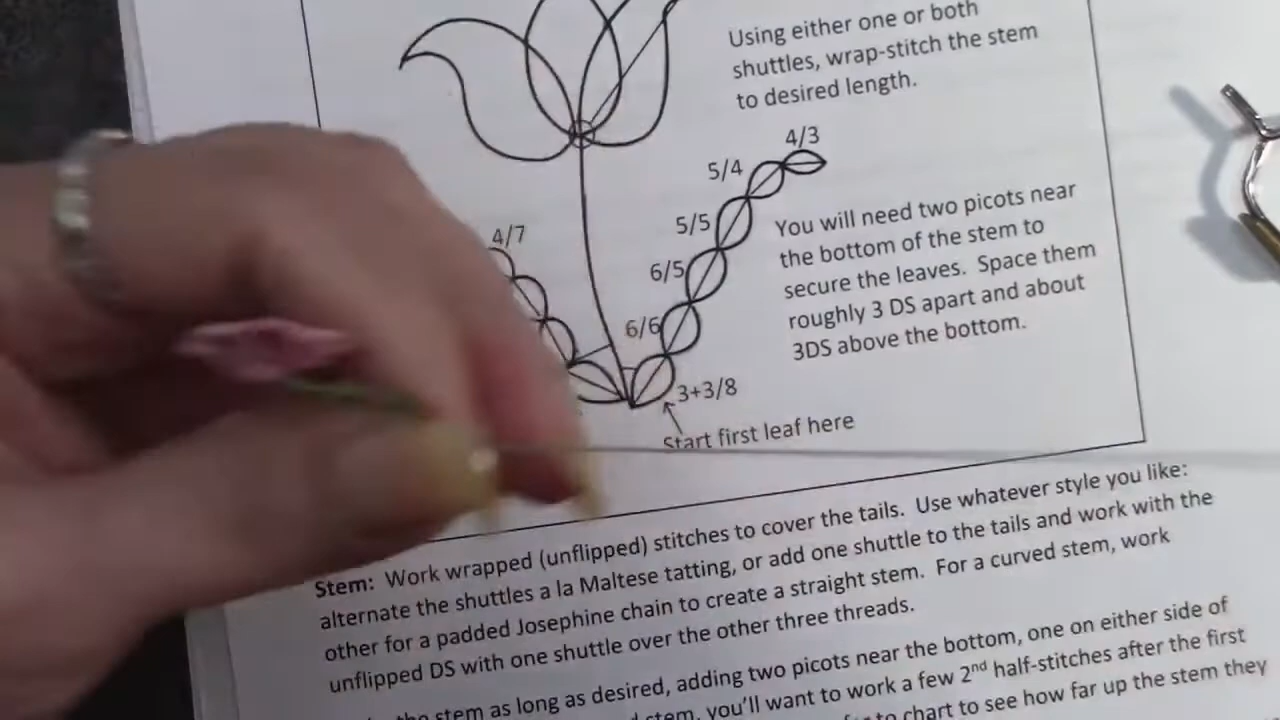 Using either one or both
shuttles, wrap-stitch the stem
to desired length.
4/3
5/4
5/5
4/7
6/5
6/6
3+3/8
You will need two picots near
the bottom of the stem to
secure the leaves. Space them
roughly 3 DS apart and about
3DS above the bottom.
Start first leaf here
Stem: Work wrapped (unflipped) stitches to cover the tails. Use whatever style you like:
alternate the shuttles a la Maltese tatting, or add one shuttle to the tails and work with the
other for a padded Josephine chain to create a straight stem. For a curved stem, work
unflipped DS with one shuttle over the other three threads.
the stem as long as desired, adding two picots near the bottom, one on either side of
stem, you'll want to work a few 2nd half-stitches after the first
to chart to see how far up the stem they